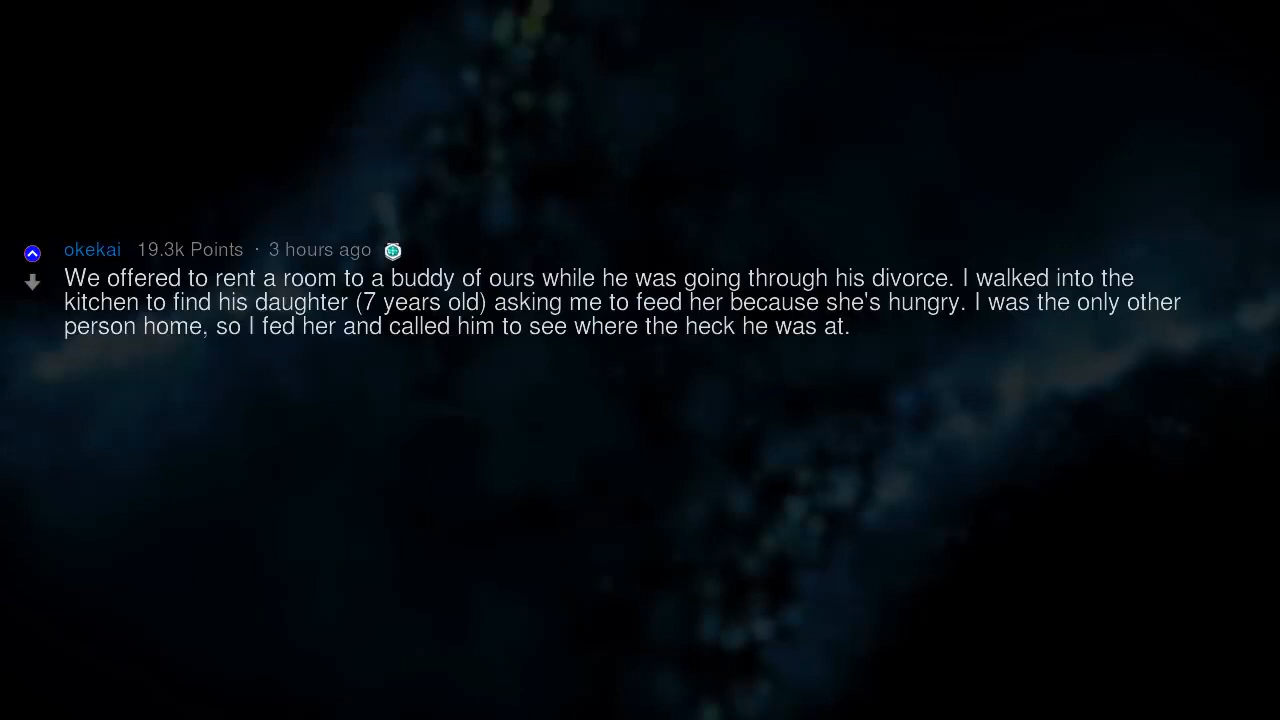 okekai 19.3k Points · 3 hours ago
We offered to rent a room to a buddy of ours while he was going through his divorce. I walked into the
kitchen to find his daughter (7 years old) asking me to feed her because she's hungry. I was the only other
person home, so I fed her and called him to see where the heck he was at.